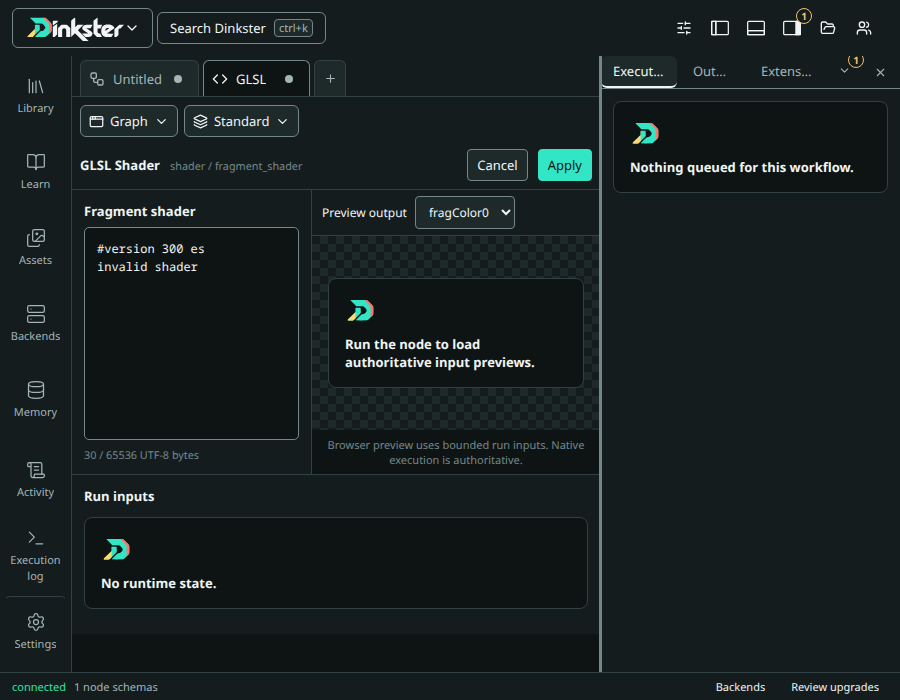 Dinkster
Search Dinkster ctrl+k
1
Library
Learn
Assets
Backends
Memory
Activity
Execution
log
Settings
Untitled
GLSL
+
Graph
Standard
GLSL Shader shader / fragment_shader
Cancel
Apply
Fragment shader
#version 300 es
invalid shader
30 / 65536 UTF-8 bytes
Preview output fragColor0
Run the node to load
authoritative input previews.
Browser preview uses bounded run inputs. Native
execution is authoritative.
Run inputs
No runtime state.
Execut...
Out...
Extens...
1
Nothing queued for this workflow.
connected 1 node schemas
Backends
Review upgrades